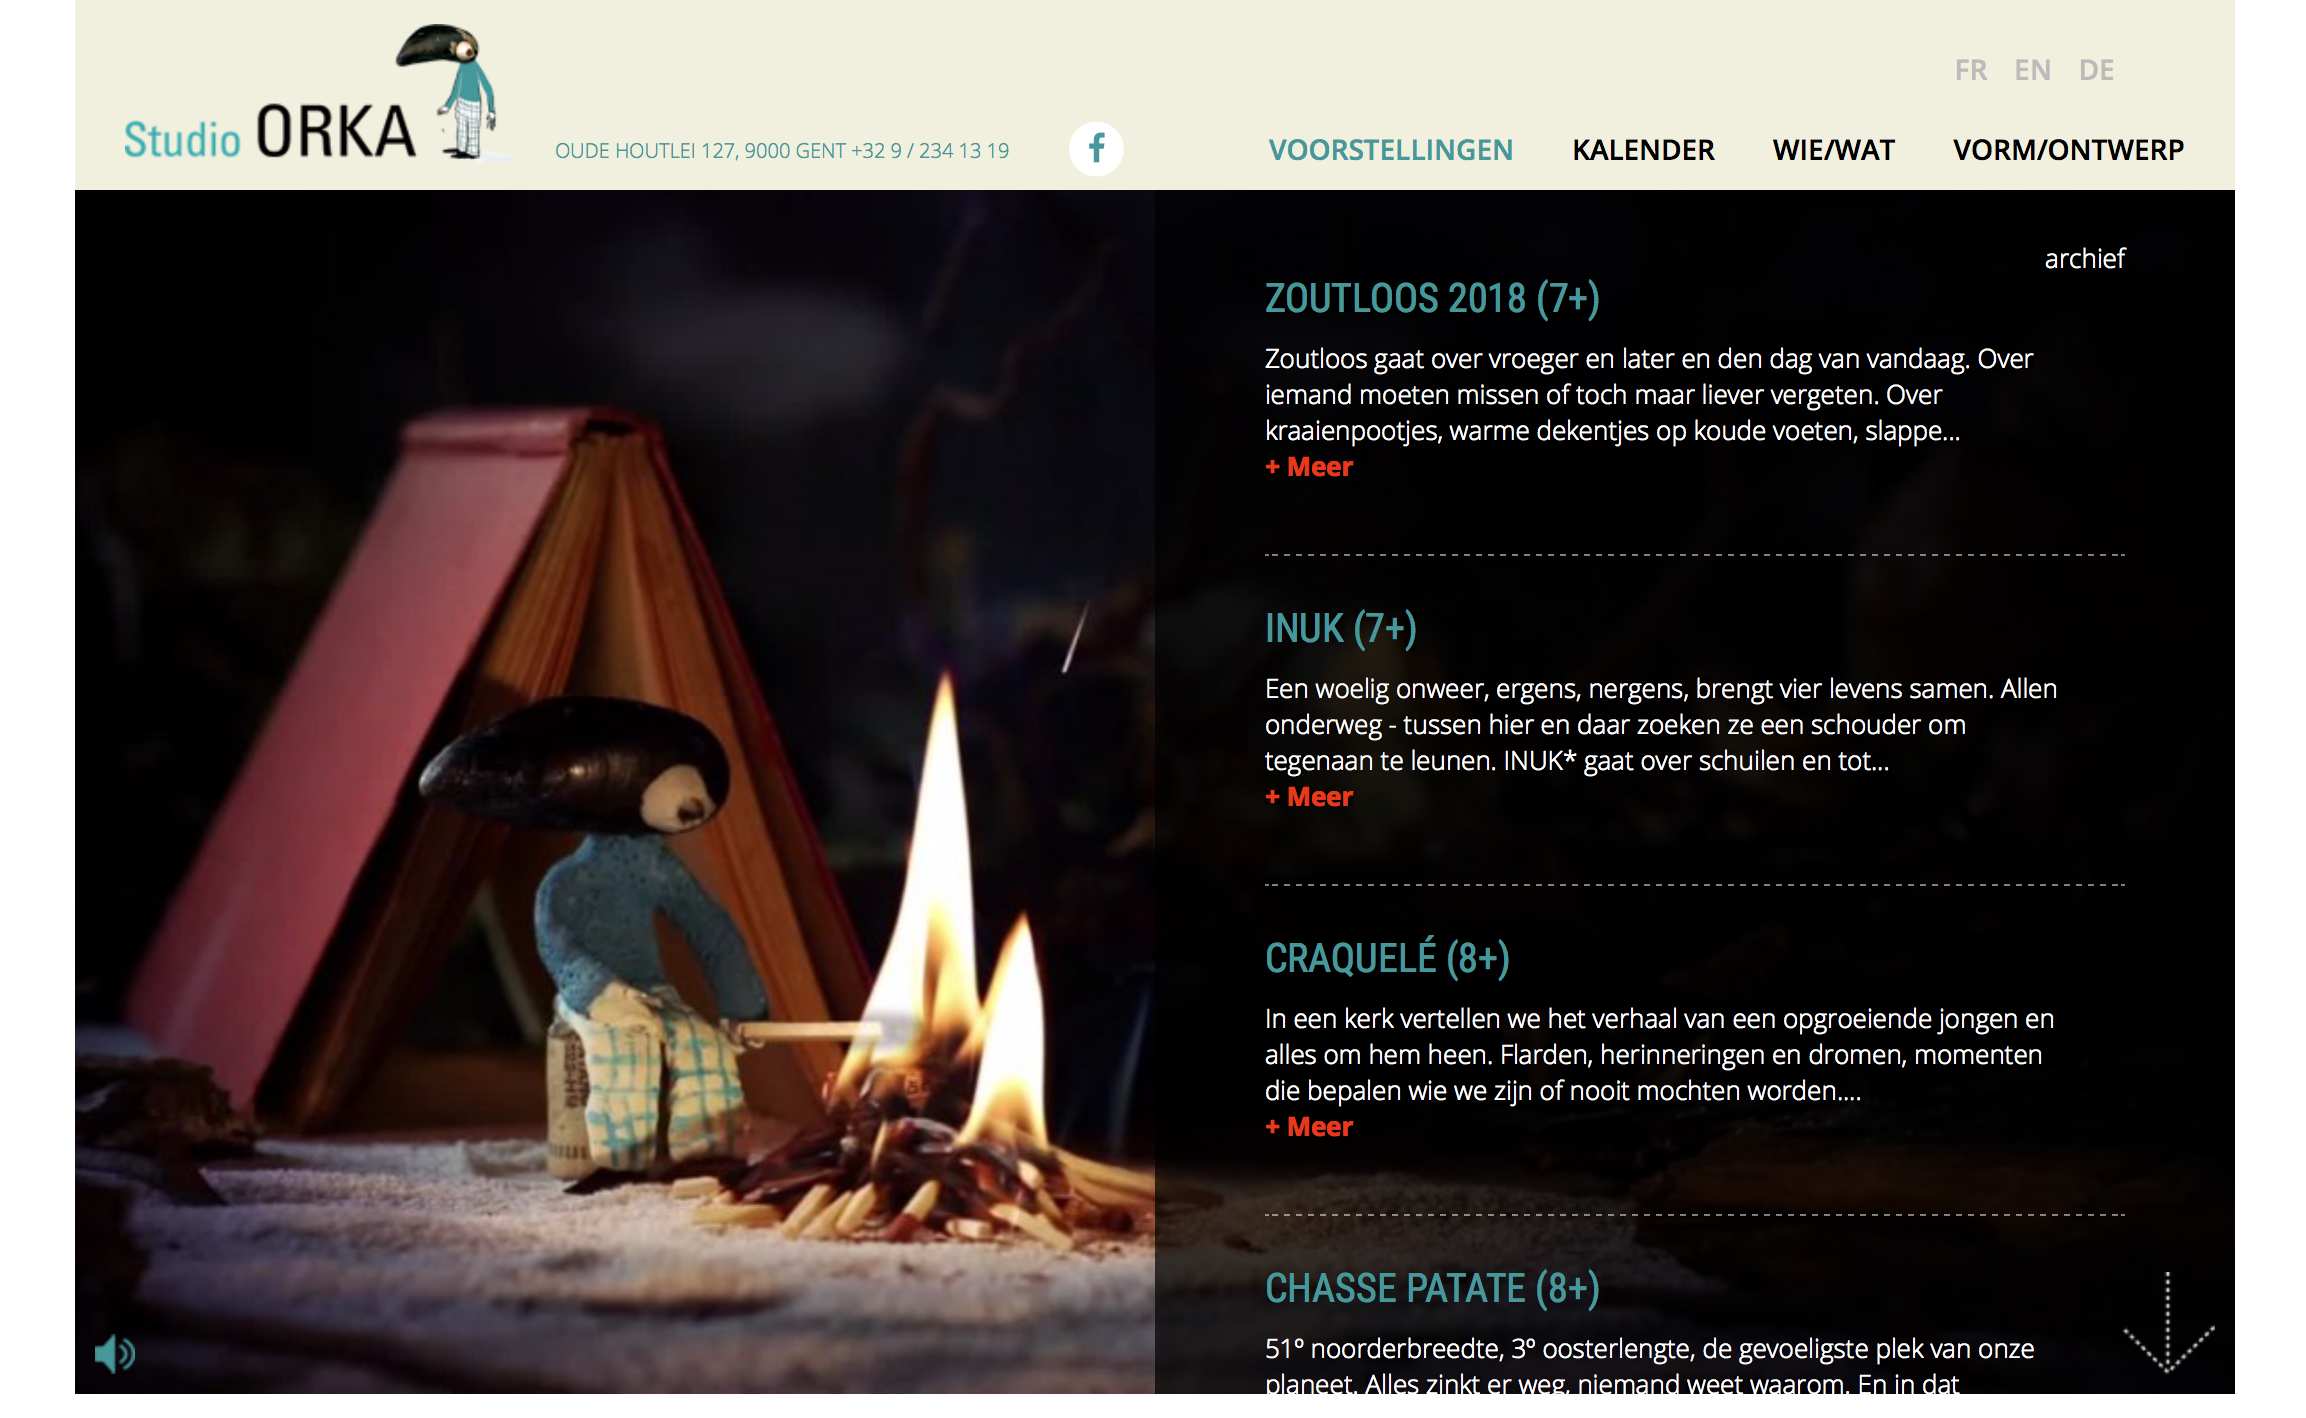 Studio ORKA
OUDE HOUTLEI 127, 9000 GENT +32 9 / 234 13 19
f
FR EN DE
VOORSTELLINGEN KALENDER WIE/WAT VORM/ONTWERP
archief
ZOUTLOOS 2018 (7+)
Zoutloos gaat over vroeger en later en den dag van vandaag. Over
iemand moeten missen of toch maar liever vergeten. Over
kraaienpootjes, warme dekentjes op koude voeten, slappe...
+ Meer
INUK (7+)
Een woelig onweer, ergens, nergens, brengt vier levens samen. Allen
onderweg - tussen hier en daar zoeken ze een schouder om
tegenaan te leunen. INUK* gaat over schuilen en tot...
+ Meer
CRAQUELÉ (8+)
In een kerk vertellen we het verhaal van een opgroeiende jongen en
alles om hem heen. Flarden, herinneringen en dromen, momenten
die bepalen wie we zijn of nooit mochten worden....
+ Meer
CHASSE PATATE (8+)
51º noorderbreedte, 3º oosterlengte, de gevoeligste plek van onze
planeet. Alles zinkt er weg, niemand weet waarom. En in dat